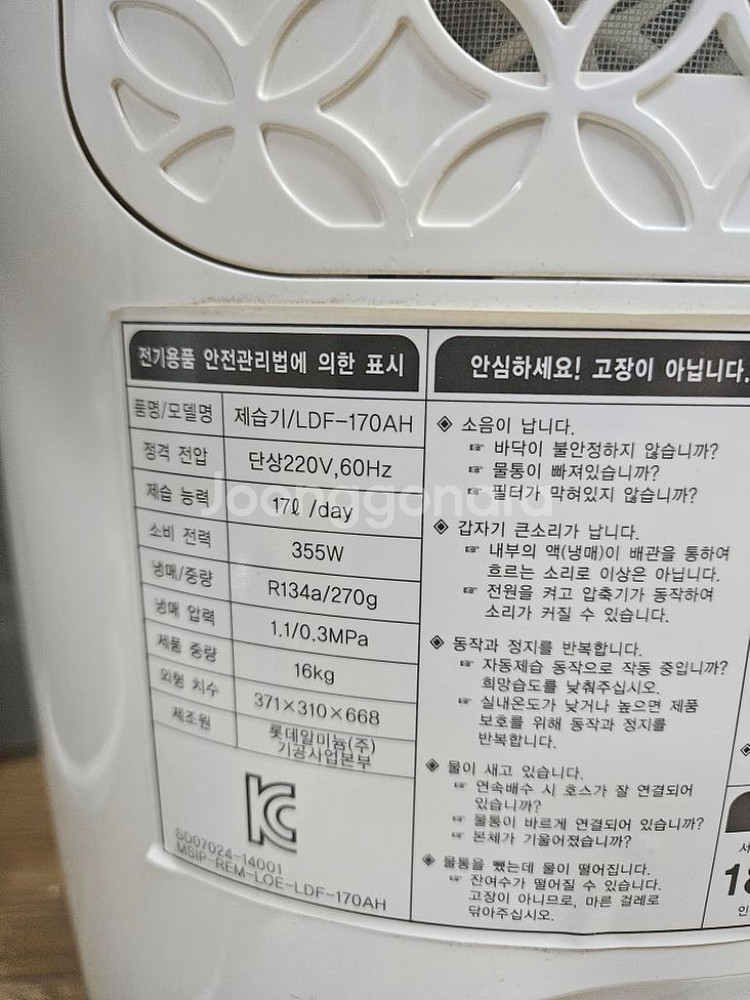 전기용품 안전관리법에 의한 표시
품명/모델명 제습기/LDF-170AH
정격 전압 단상220V,60Hz
제습 능력 17ℓ /day
소비 전력 355W
냉매/중량 R134a/270g
냉매 압력 1.1/0.3MPa
제품 중량 16kg
외형 치수 371×310×668
제조원 롯데알미늄(주)
기공사업본부
KC
SD07024-14001
MSIP-REM-LOE-LDF-170AH
안심하세요! 고장이 아닙니다.
◈ 소음이 납니다.
☞ 바닥이 불안정하지 않습니까?
☞ 물통이 빠져있습니까?
☞ 필터가 막혀있지 않습니까?
◈ 갑자기 큰소리가 납니다.
☞ 내부의 액(냉매)이 배관을 통하여
흐르는 소리로 이상은 아닙니다.
☞ 전원을 켜고 압축기가 동작하여
소리가 커질 수 있습니다.
◈ 동작과 정지를 반복합니다.
☞ 자동제습 동작으로 작동 중입니까?
희망습도를 낮춰주십시오.
☞ 실내온도가 낮거나 높으면 제품
보호를 위해 동작과 정지를
반복합니다.
◈ 물이 새고 있습니다.
☞ 연속배수 시 호스가 잘 연결되어
있습니까?
☞ 물통이 바르게 연결되어 있습니까?
☞ 본체가 기울어졌습니까?
◈ 물통을 뺐는데 물이 떨어집니다.
☞ 잔여수가 떨어질 수 있습니다.
고장이 아니므로, 마른 걸레로
닦아주십시오.
Joonggonara